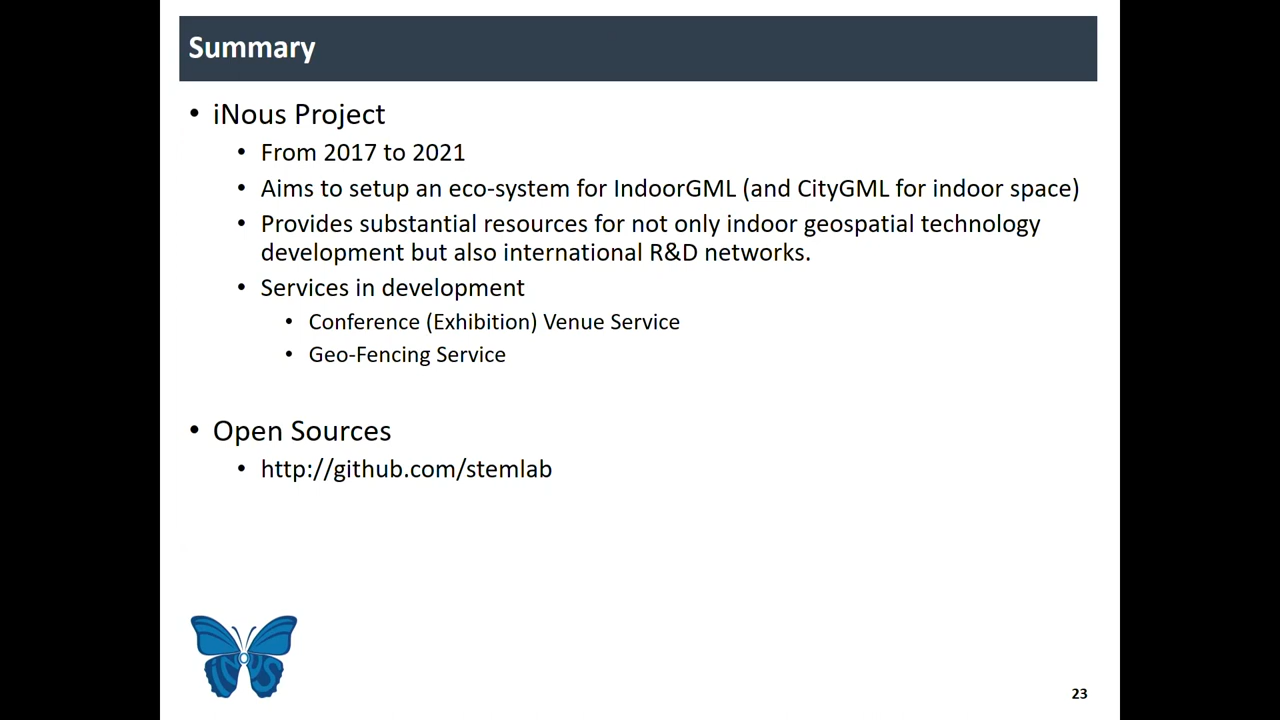 Summary
• iNous Project
• From 2017 to 2021
• Aims to setup an eco-system for IndoorGML (and CityGML for indoor space)
• Provides substantial resources for not only indoor geospatial technology
development but also international R&D networks.
• Services in development
• Conference (Exhibition) Venue Service
• Geo-Fencing Service
• Open Sources
• http://github.com/stemlab
iNOUS
23